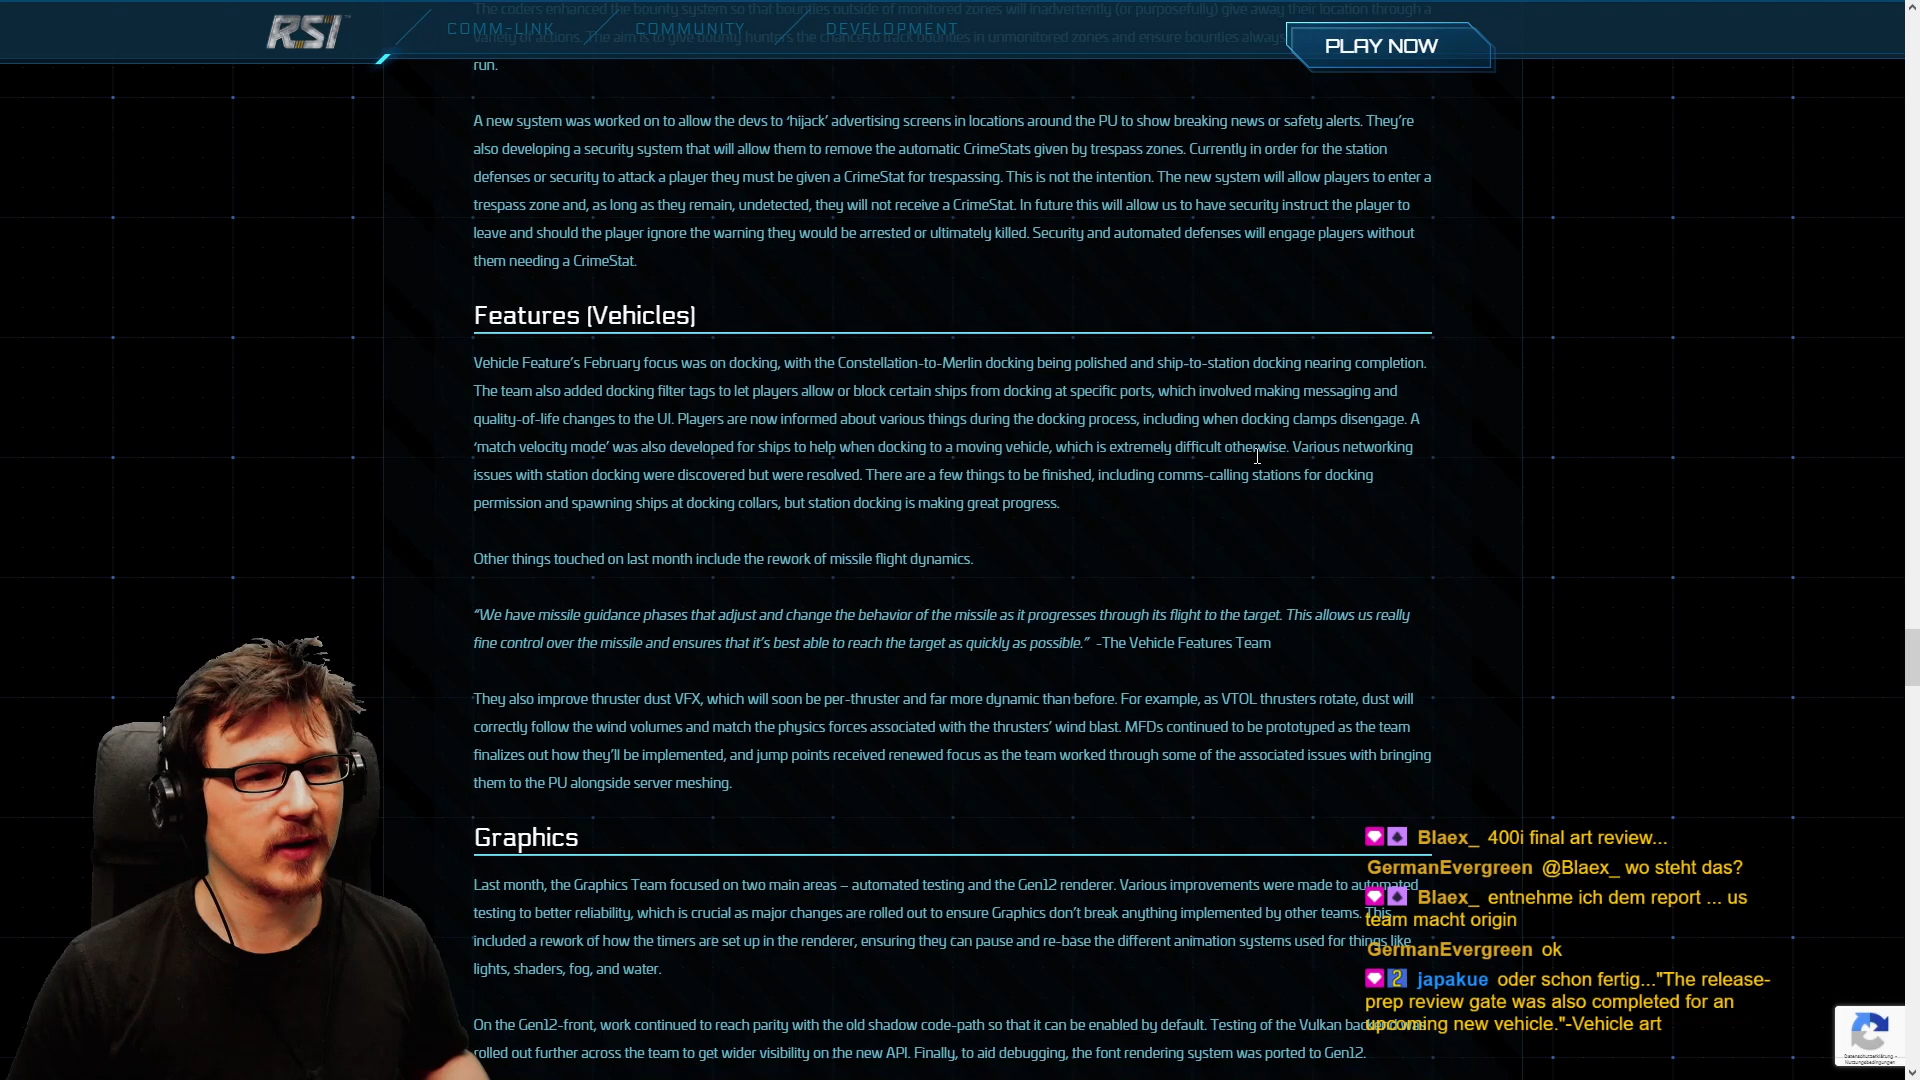 The coders enhanced the bounty system so that bounties outside of monitored zones will inadvertently (or purposefully) give away their location through a
RSI
COMM-LINK
COMMUNITY
DEVELOPMENT
PLAY NOW
variety of actions. The aim is to give bounty hunters the chance to track bounties in unmonitored zones and ensure bounties always
run.
A new system was worked on to allow the devs to ‘hijack’ advertising screens in locations around the PU to show breaking news or safety alerts. They’re
also developing a security system that will allow them to remove the automatic CrimeStats given by trespass zones. Currently in order for the station
defenses or security to attack a player they must be given a CrimeStat for trespassing. This is not the intention. The new system will allow players to enter a
trespass zone and, as long as they remain, undetected, they will not receive a CrimeStat. In future this will allow us to have security instruct the player to
leave and should the player ignore the warning they would be arrested or ultimately killed. Security and automated defenses will engage players without
them needing a CrimeStat.
Features (Vehicles)
Vehicle Feature’s February focus was on docking, with the Constellation-to-Merlin docking being polished and ship-to-station docking nearing completion.
The team also added docking filter tags to let players allow or block certain ships from docking at specific ports, which involved making messaging and
quality-of-life changes to the UI. Players are now informed about various things during the docking process, including when docking clamps disengage. A
‘match velocity mode’ was also developed for ships to help when docking to a moving vehicle, which is extremely difficult otherwise. Various networking
issues with station docking were discovered but were resolved. There are a few things to be finished, including comms-calling stations for docking
permission and spawning ships at docking collars, but station docking is making great progress.
Other things touched on last month include the rework of missile flight dynamics.
“We have missile guidance phases that adjust and change the behavior of the missile as it progresses through its flight to the target. This allows us really
fine control over the missile and ensures that it’s best able to reach the target as quickly as possible.” -The Vehicle Features Team
They also improve thruster dust VFX, which will soon be per-thruster and far more dynamic than before. For example, as VTOL thrusters rotate, dust will
correctly follow the wind volumes and match the physics forces associated with the thrusters’ wind blast. MFDs continued to be prototyped as the team
finalizes out how they’ll be implemented, and jump points received renewed focus as the team worked through some of the associated issues with bringing
them to the PU alongside server meshing.
Graphics
Last month, the Graphics Team focused on two main areas – automated testing and the Gen12 renderer. Various improvements were made to automated
testing to better reliability, which is crucial as major changes are rolled out to ensure Graphics don’t break anything implemented by other teams. This
included a rework of how the timers are set up in the renderer, ensuring they can pause and re-base the different animation systems used for things like
lights, shaders, fog, and water.
On the Gen12-front, work continued to reach parity with the old shadow code-path so that it can be enabled by default. Testing of the Vulkan backend was
rolled out further across the team to get wider visibility on the new API. Finally, to aid debugging, the font rendering system was ported to Gen12.
Blaex_ 400i final art review...
GermanEvergreen @Blaex_ wo steht das?
Blaex_ entnehme ich dem report ... us
team macht origin
GermanEvergreen ok
2 japakue oder schon fertig..."The release-
prep review gate was also completed for an
upcoming new vehicle."-Vehicle art
Datenschutzerklärung -
Nutzungsbedingungen